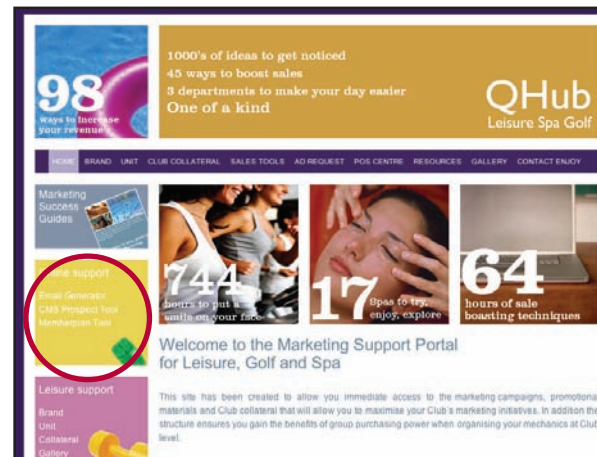 98
ways to increase
your revenue
1000's of ideas to get noticed
45 ways to boost sales
3 departments to make your day easier
One of a kind
QHub
Leisure Spa Golf
HOME BRAND UNIT CLUB COLLATERAL SALES TOOLS AD REQUEST POS CENTRE RESOURCES GALLERY CONTACT ENJOY
Marketing
Success
Guides
744
hours to put a
smile on your face
17
Spas to try,
enjoy, explore
64
hours of sale
boasting techniques
Online support
Email Generator
CMS Prospect Tool
Memberplan Tool
Welcome to the Marketing Support Portal
for Leisure, Golf and Spa
Leisure support
Brand
Unit
Collateral
Gallery
This site has been created to allow you immediate access to the marketing campaigns, promotional
materials and Club collateral that will allow you to maximise your Club's marketing initiatives. In addition the
structure ensures you gain the benefits of group purchasing power when organising your mechanics at Club
level.